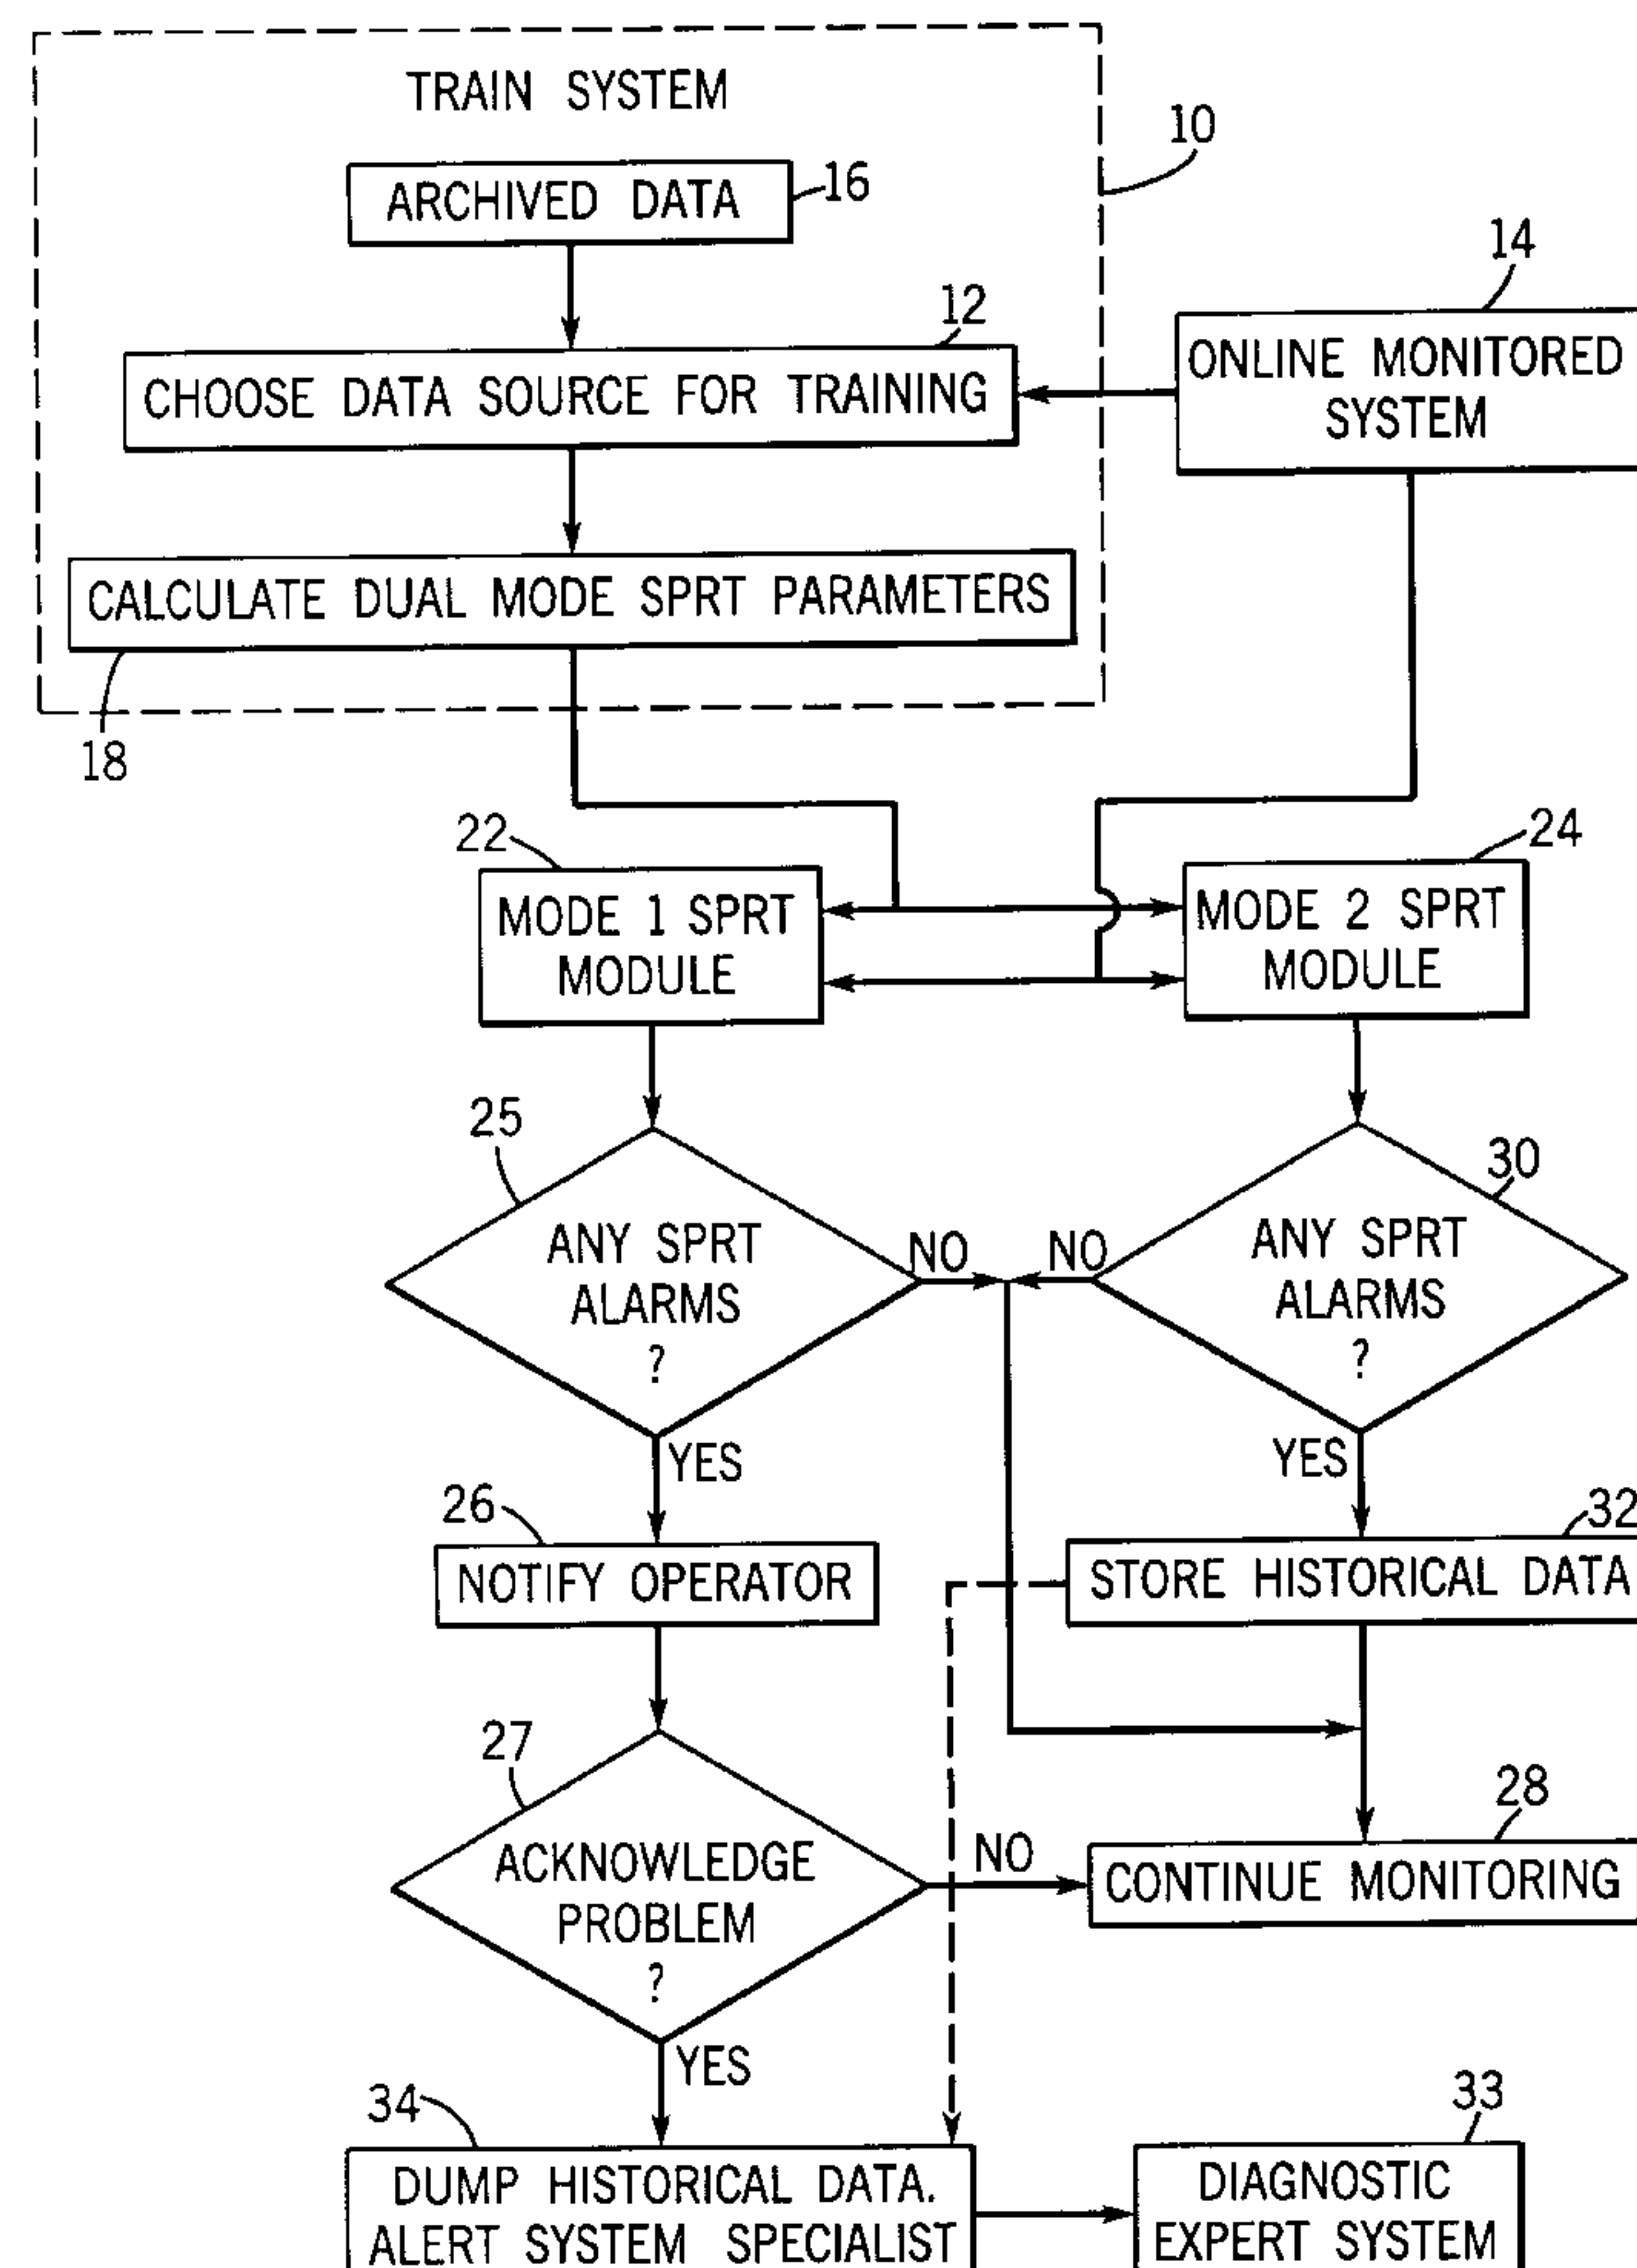 TRAIN SYSTEM
10
ARCHIVED DATA
16
14
12
ONLINE MONITORED
SYSTEM
CHOOSE DATA SOURCE FOR TRAINING
CALCULATE DUAL MODE SPRT PARAMETERS
18
22
24
MODE 1 SPRT
MODULE
MODE 2 SPRT
MODULE
25
30
ANY SPRT
ALARMS
?
NO
NO
ANY SPRT
ALARMS
?
YES
YES
26
32
NOTIFY OPERATOR
STORE HISTORICAL DATA
27
28
ACKNOWLEDGE
PROBLEM
?
NO
CONTINUE MONITORING
YES
34
33
DUMP HISTORICAL DATA.
ALERT SYSTEM SPECIALIST
DIAGNOSTIC
EXPERT SYSTEM